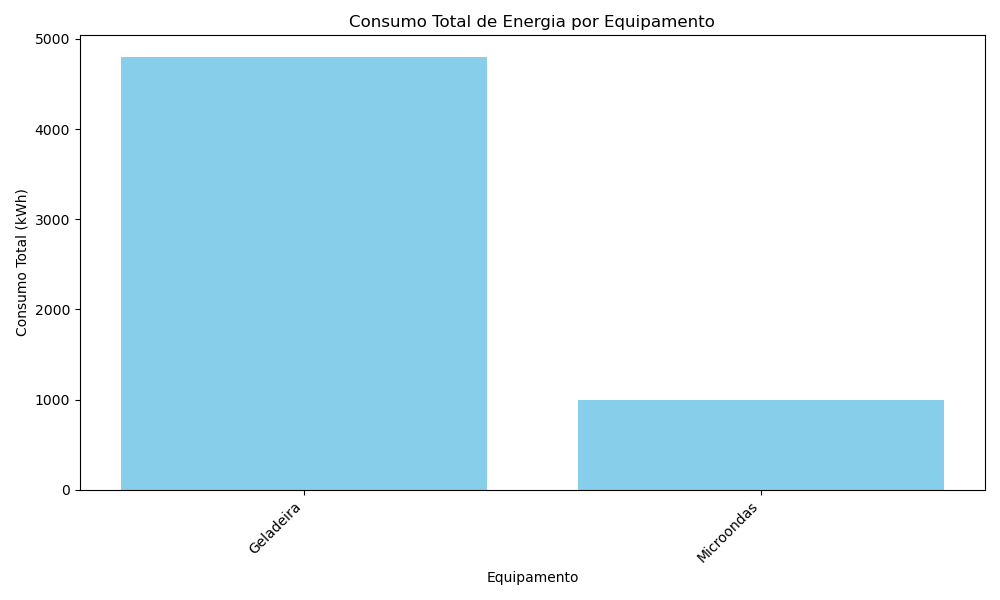 Consumo Total de Energia por Equipamento
Consumo Total (kWh)
5000
4000
3000
2000
1000
0
Geladeira
Microondas
Equipamento